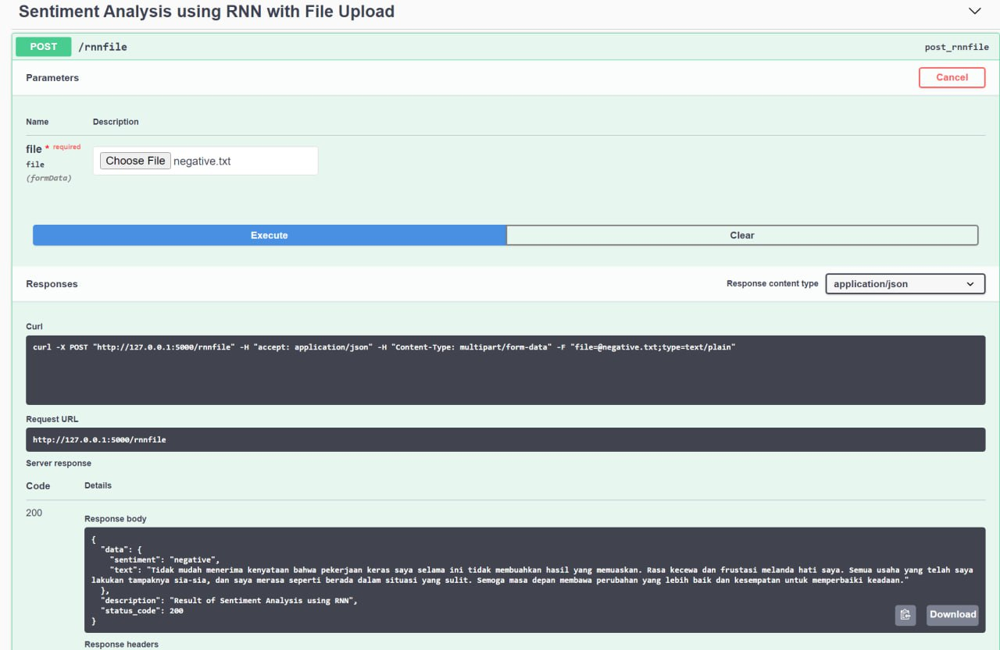 Sentiment Analysis using RNN with File Upload
POST /rnnfile post_rnnfile
Parameters Cancel
Name Description
file * required
file
(formData)
Choose File negative.txt
Execute Clear
Responses Response content type application/json
Curl
curl -X POST "http://127.0.0.1:5000/rnnfile" -H "accept: application/json" -H "Content-Type: multipart/form-data" -F "file=@negative.txt;type=text/plain"
Request URL
http://127.0.0.1:5000/rnnfile
Server response
Code Details
200
Response body
{
"data": {
"sentiment": "negative",
"text": "Tidak mudah menerima kenyataan bahwa pekerjaan keras saya selama ini tidak membuahkan hasil yang memuaskan. Rasa kecewa dan frustasi melanda hati saya. Semua usaha yang telah saya
lakukan tampaknya sia-sia, dan saya merasa seperti berada dalam situasi yang sulit. Semoga masa depan membawa perubahan yang lebih baik dan kesempatan untuk memperbaiki keadaan."
},
"description": "Result of Sentiment Analysis using RNN",
"status_code": 200
}
Download
Response headers